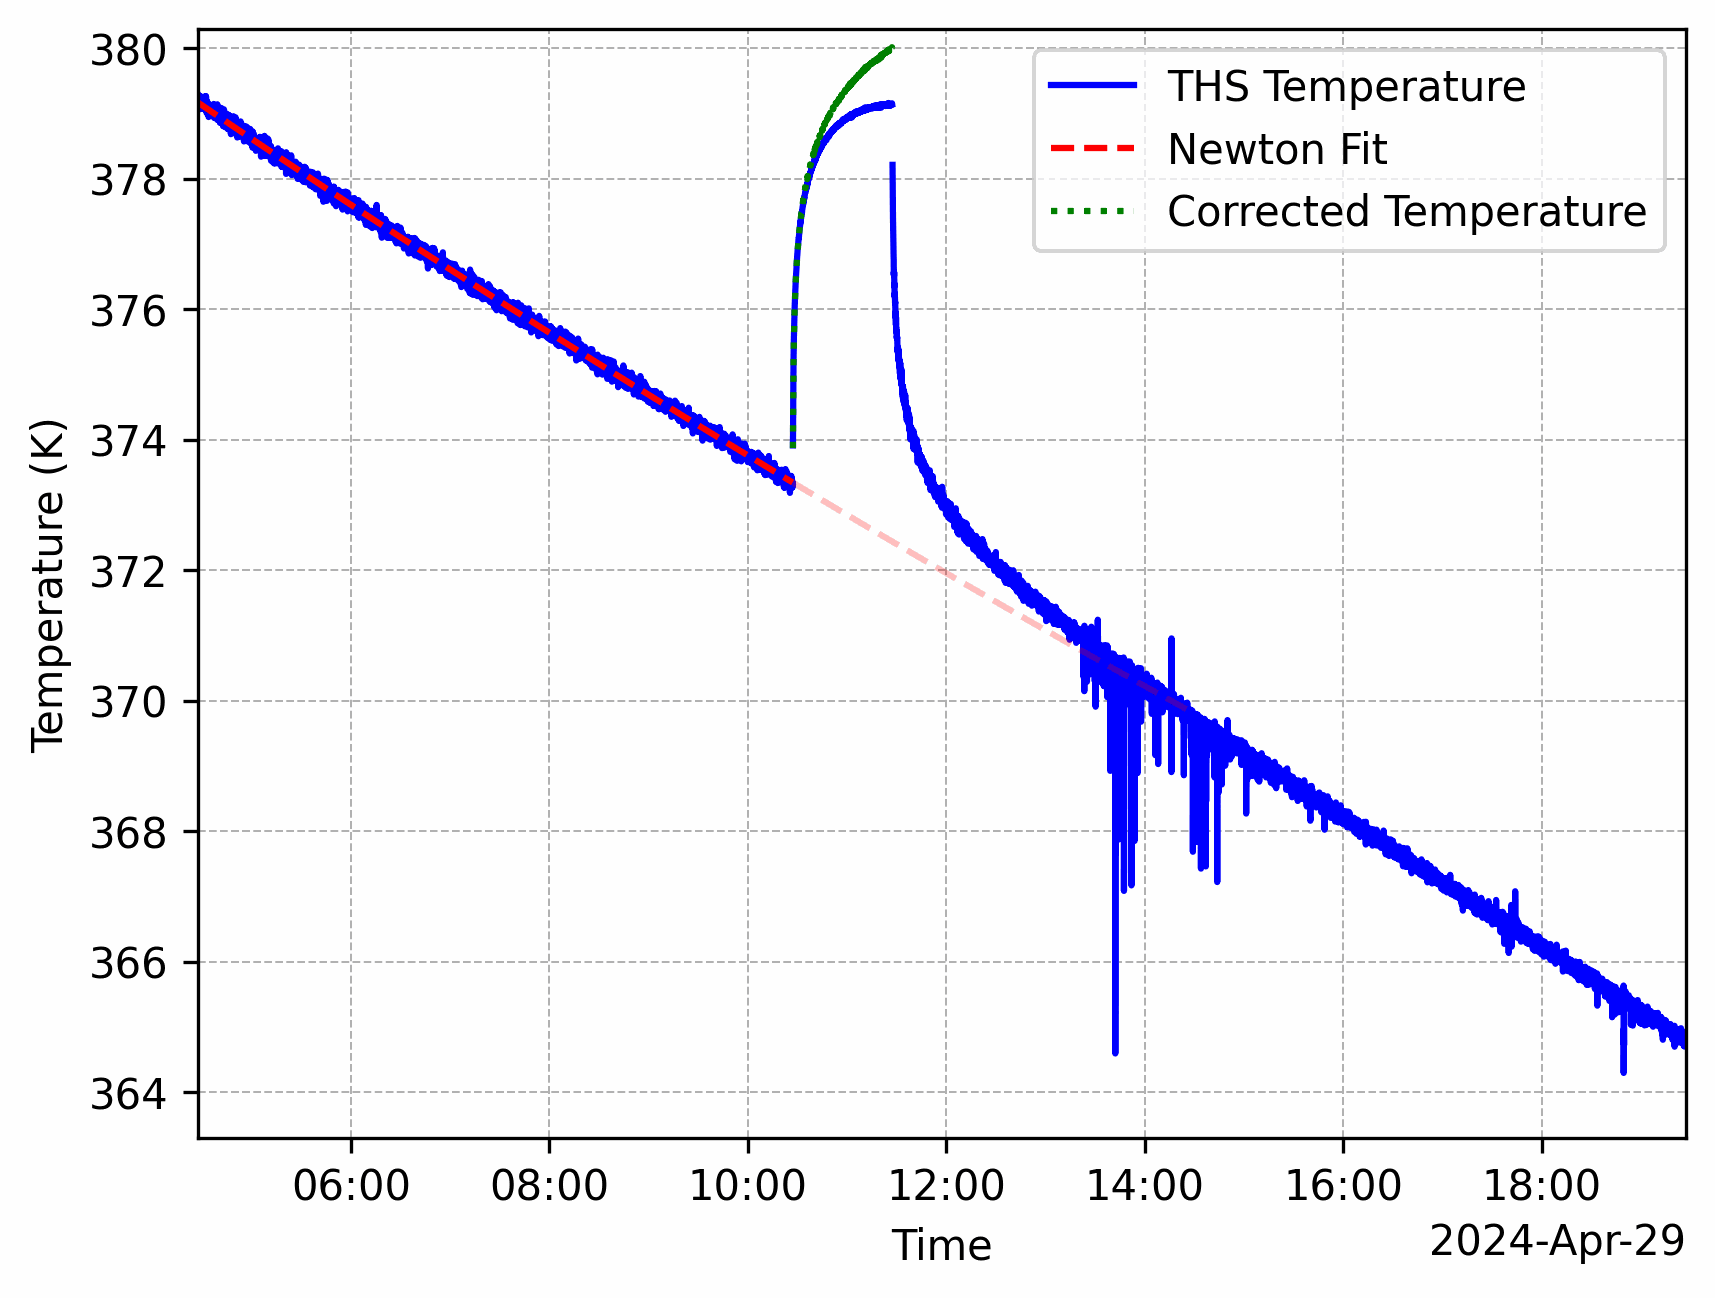 380
378
376
374
372
370
368
366
364
Temperature (K)
THS Temperature
Newton Fit
Corrected Temperature
06:00 08:00 10:00 12:00 14:00 16:00 18:00
Time
2024-Apr-29